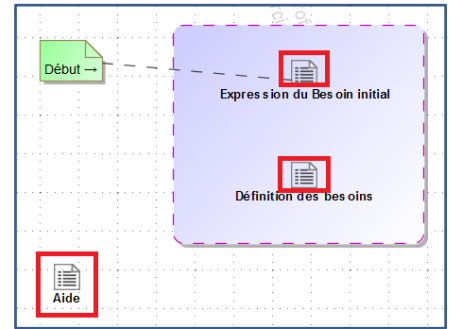 Début →
Expression du Besoin initial
Définition des besoins
Aide